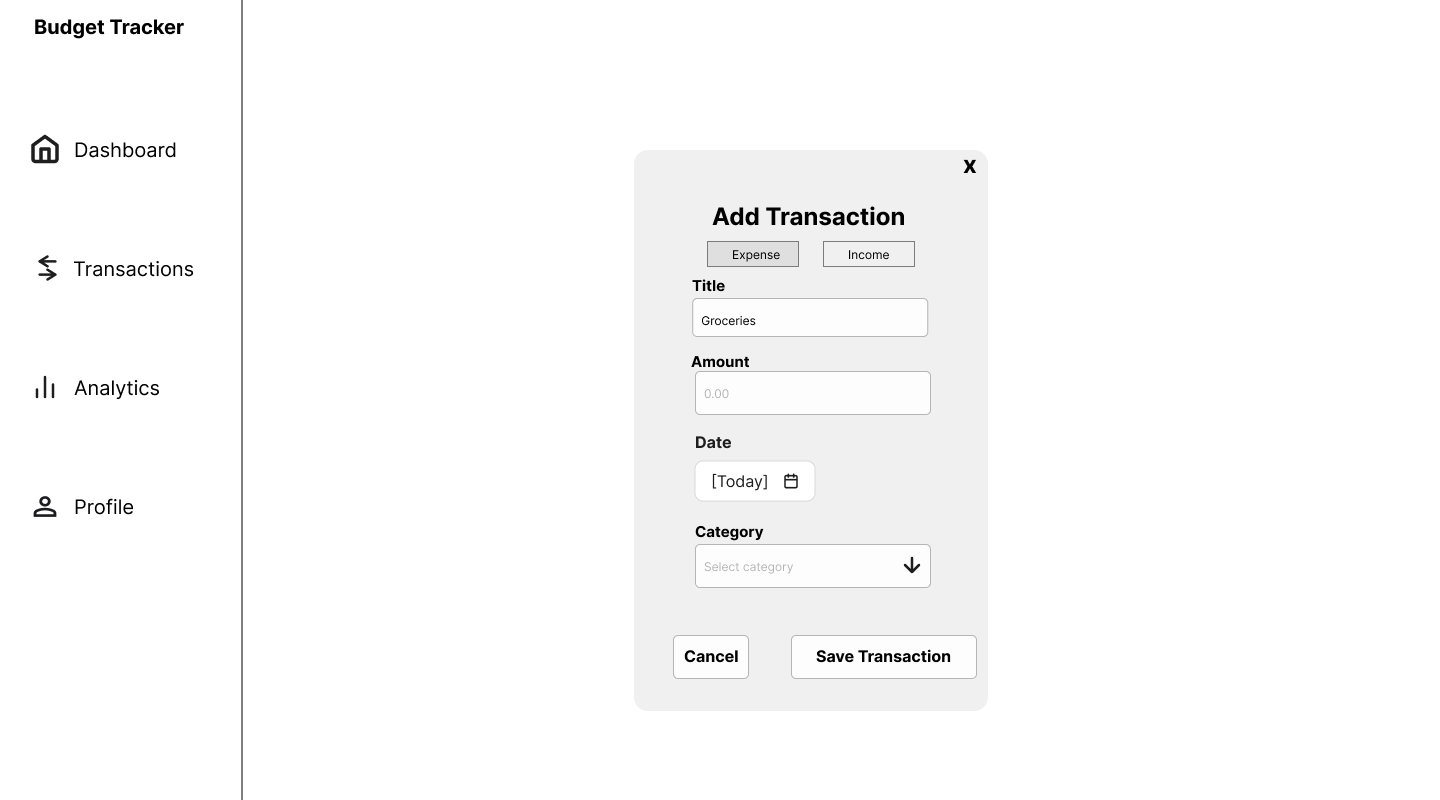 Budget Tracker
Dashboard
Transactions
Analytics
Profile
X
Add Transaction
Expense
Income
Title
Groceries
Amount
0.00
Date
[Today]
Category
Select category
Cancel
Save Transaction